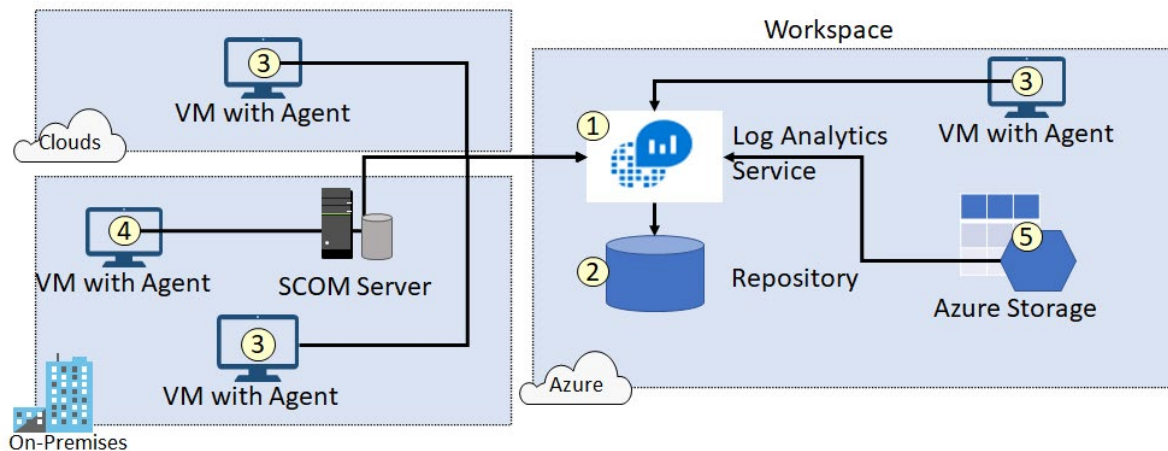 Workspace
3
VM with Agent
Clouds
1
Log Analytics
Service
3
VM with Agent
4
VM with Agent
SCOM Server
3
VM with Agent
On-Premises
2
Repository
5
Azure Storage
Azure